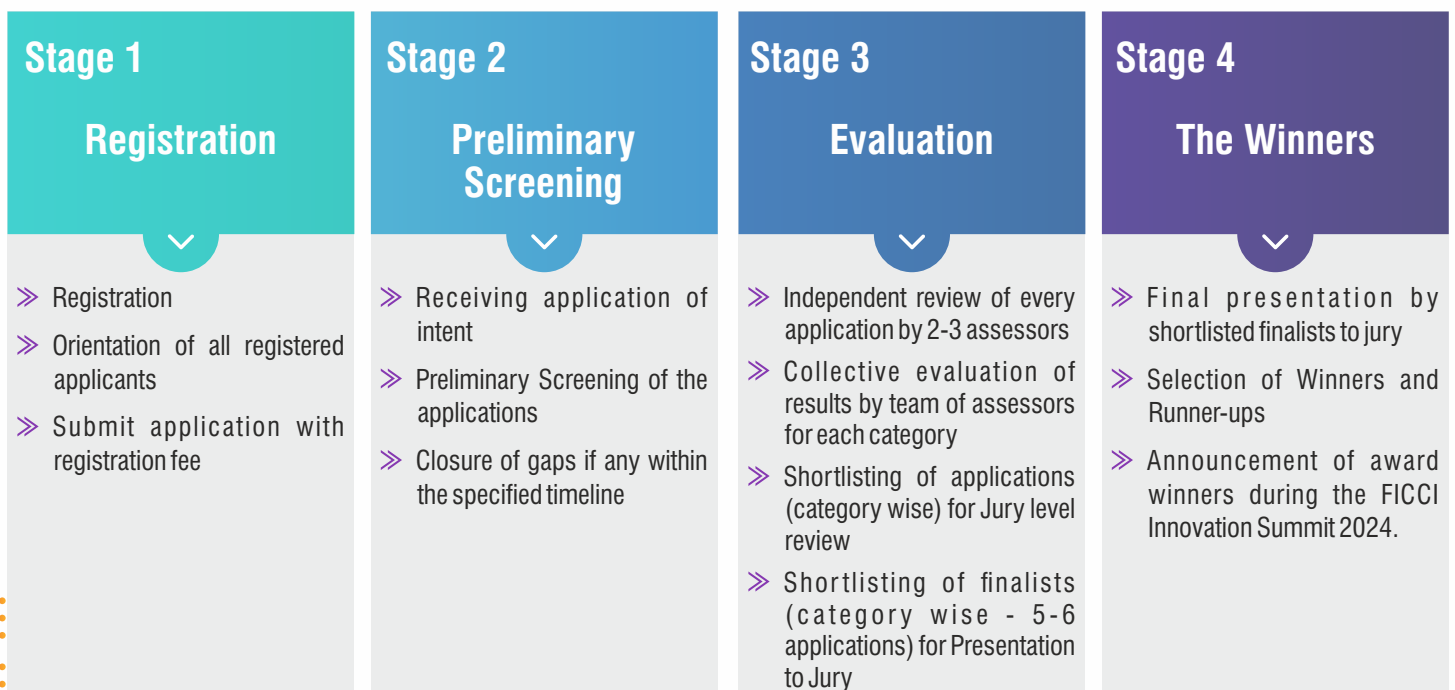 Stage 1
Registration
≫ Registration
≫ Orientation of all registered
applicants
≫ Submit application with
registration fee
Stage 2
Preliminary
Screening
≫ Receiving application of
intent
≫ Preliminary Screening of the
applications
≫ Closure of gaps if any within
the specified timeline
Stage 3
Evaluation
≫ Independent review of every
application by 2-3 assessors
≫ Collective evaluation of
results by team of assessors
for each category
≫ Shortlisting of applications
(category wise) for Jury level
review
≫ Shortlisting of finalists
(category wise - 5-6
applications) for Presentation
to Jury
Stage 4
The Winners
≫ Final presentation by
shortlisted finalists to jury
≫ Selection of Winners and
Runner-ups
≫ Announcement of award
winners during the FICCI
Innovation Summit 2024.